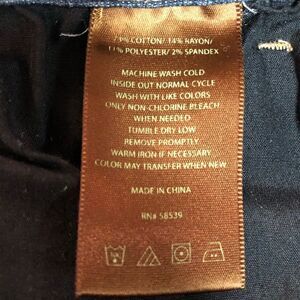 73% COTTON/ 14% RAYON/
11% POLYESTER/ 2% SPANDEX
MACHINE WASH COLD
INSIDE OUT NORMAL CYCLE
WASH WITH LIKE COLORS
ONLY NON-CHLORINE BLEACH
WHEN NEEDED
TUMBLE DRY LOW
REMOVE PROMPTLY
WARM IRON IF NECESSARY
COLOR MAY TRANSFER WHEN NEW
MADE IN CHINA
RN# 58539